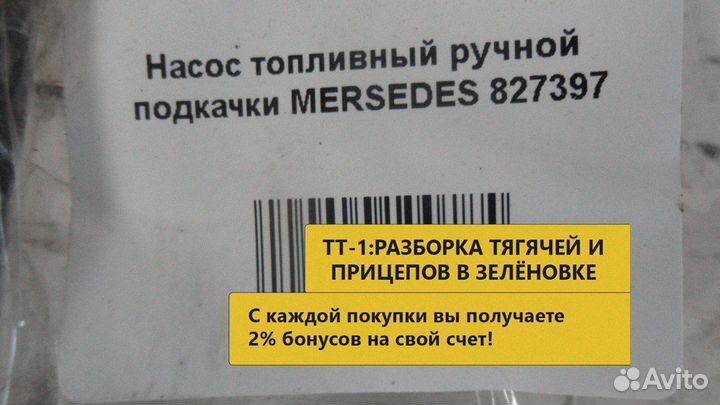 Насос топливный ручной
подкачки MERSEDES 827397
ТТ-1:РАЗБОРКА ТЯГАЧЕЙ И
ПРИЦЕПОВ В ЗЕЛЁНОВКЕ
С каждой покупки вы получаете
2% бонусов на свой счет!
Avito